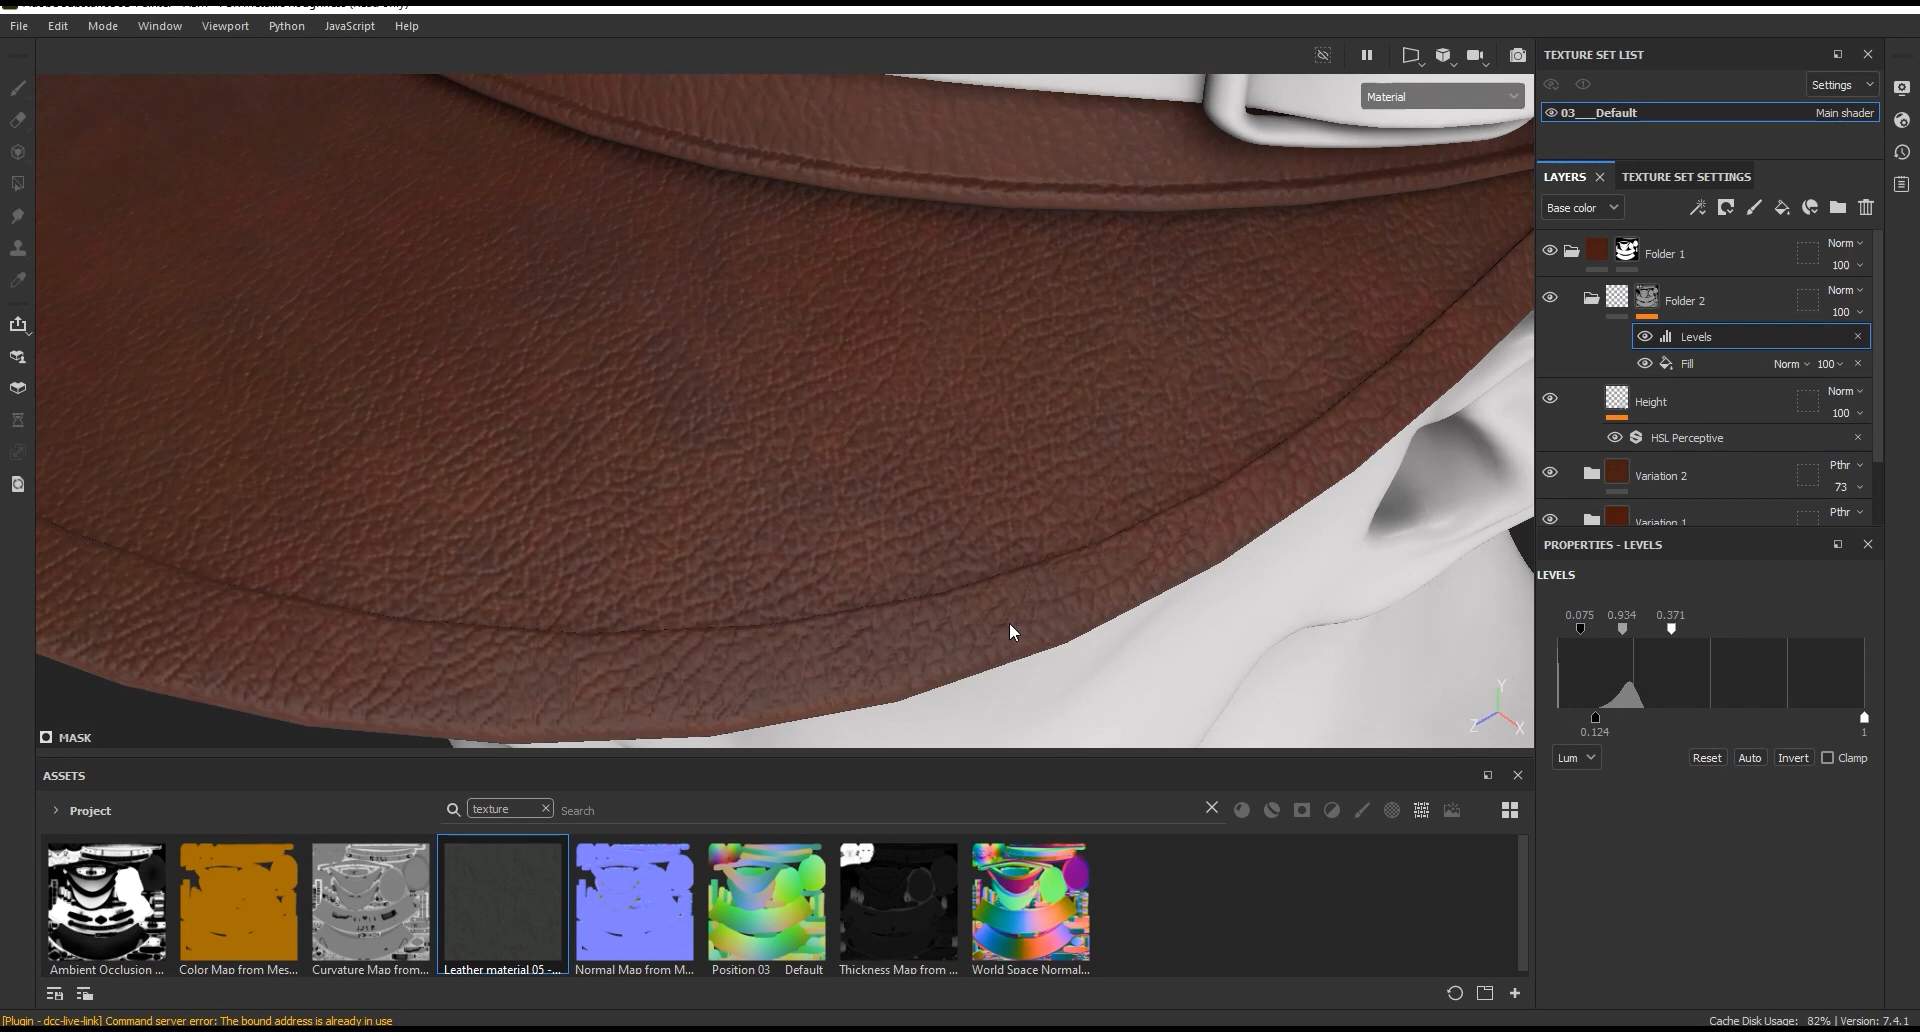 File Edit Mode Window Viewport Python JavaScript Help
Material
TEXTURE SET LIST
Settings
03___Default Main shader
LAYERS TEXTURE SET SETTINGS
Base color
Folder 1 Norm 100
Folder 2 Norm 100
Levels
Fill Norm 100
Height Norm 100
HSL Perceptive
Variation 2 Pthr 73
Variation 1 Pthr
PROPERTIES - LEVELS
LEVELS
0.075 0.934 0.371
0.124 1
Lum Reset Auto Invert Clamp
Y
Z X
MASK
ASSETS
Project
texture Search
Ambient Occlusion ... Color Map from Mes... Curvature Map from... Leather material 05 -... Normal Map from M... Position 03 Default Thickness Map from ... World Space Normal...
[Plugin - dcc-live-link] Command server error: The bound address is already in use
Cache Disk Usage: 82% | Version: 7.4.1